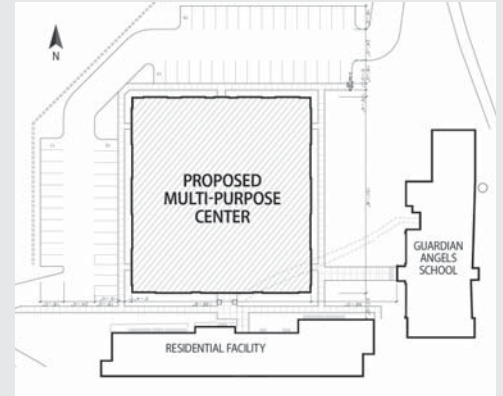 N
PROPOSED
MULTI-PURPOSE
CENTER
GUARDIAN
ANGELS
SCHOOL
RESIDENTIAL FACILITY